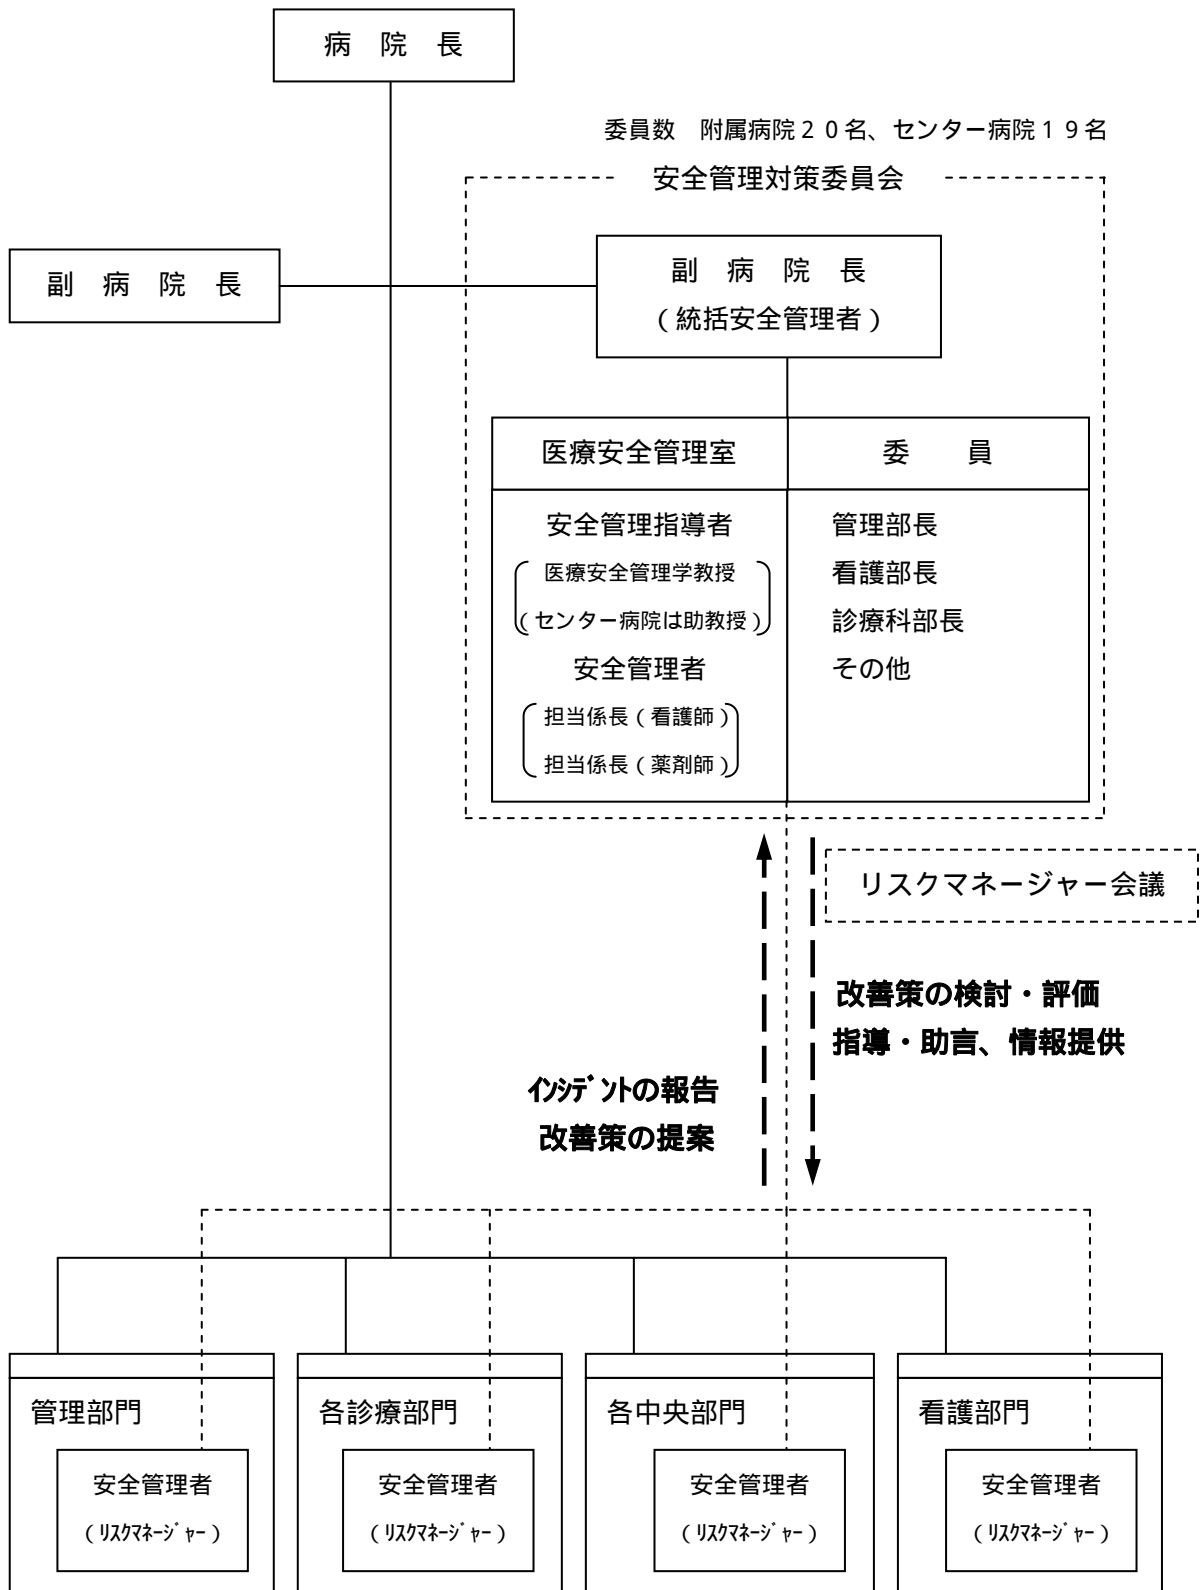 病　院　長
委員数　附属病院２０名、センター病院１９名
安全管理対策委員会
副　病　院　長
副　病　院　長
（統括安全管理者）
医療安全管理室
委　　員
安全管理指導者
医療安全管理学教授
（センター病院は助教授）
安全管理者
担当係長（看護師）
担当係長（薬剤師）
管理部長
看護部長
診療科部長
その他
リスクマネージャー会議
改善策の検討・評価
指導・助言、情報提供
ｲﾝｼﾃﾞﾝﾄの報告
改善策の提案
管理部門
安全管理者
（ﾘｽｸﾏﾈｰｼﾞｬｰ）
各診療部門
安全管理者
（ﾘｽｸﾏﾈｰｼﾞｬｰ）
各中央部門
安全管理者
（ﾘｽｸﾏﾈｰｼﾞｬｰ）
看護部門
安全管理者
（ﾘｽｸﾏﾈｰｼﾞｬｰ）